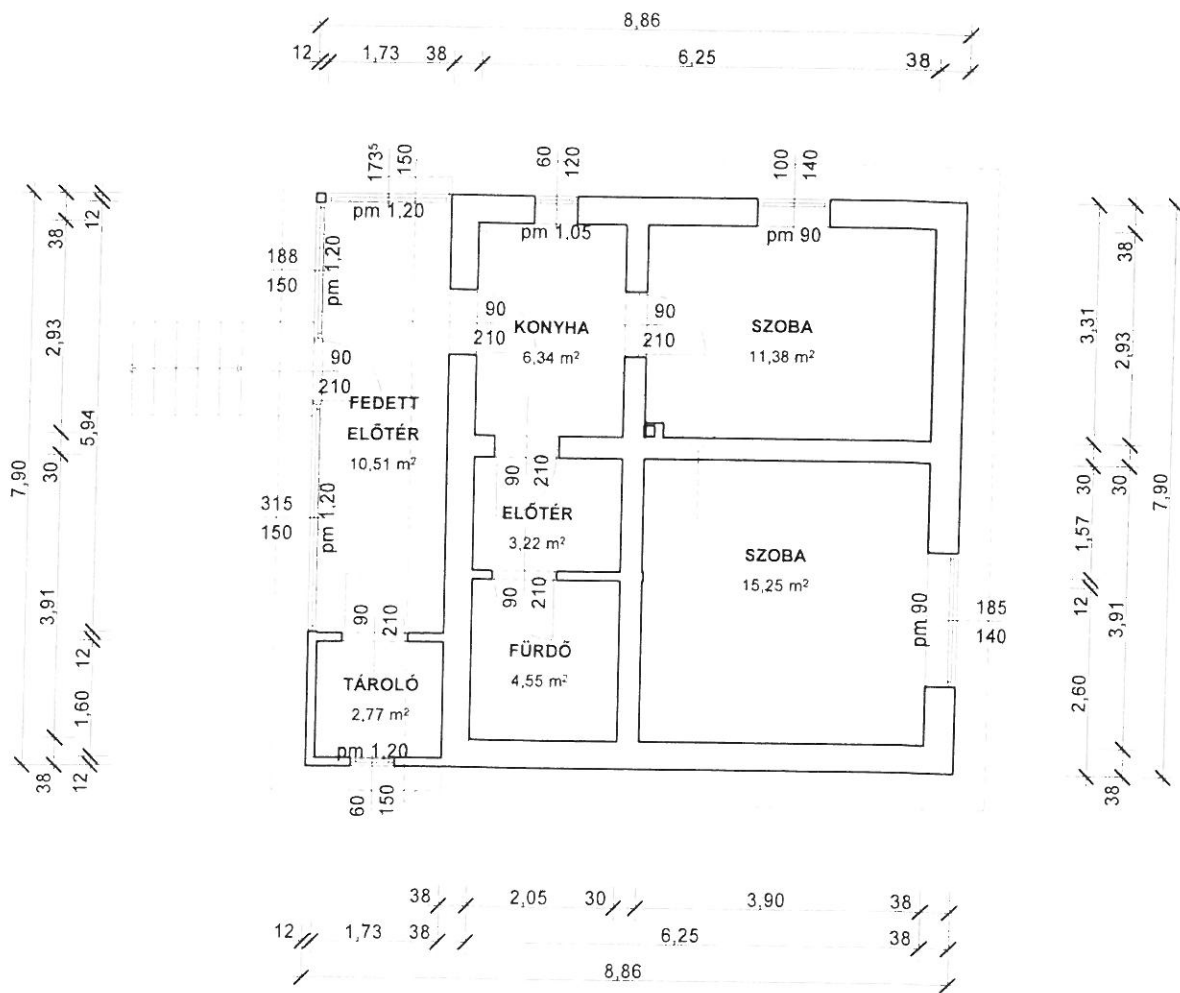 8,86
12 1,73 38 6,25 38
173⁵
150
60
120
100
140
pm 1,20
pm 1,05
pm 90
188
150
pm 1,20
90
210
KONYHA
6,34 m²
90
210
SZOBA
11,38 m²
90
210
FEDETT
ELŐTÉR
10,51 m²
315
150
pm 1,20
90
210
ELŐTÉR
3,22 m²
SZOBA
15,25 m²
90
210
90
210
FÜRDŐ
4,55 m²
pm 90
185
140
TÁROLÓ
2,77 m²
pm 1,20
60
150
7,90
38
2,93
30
3,91
38
12
5,94
12
1,60
12
3,31
30
1,57
12
2,60
38
2,93
30
3,91
38
7,90
38 2,05 30 3,90 38
12 1,73 38 6,25 38
8,86